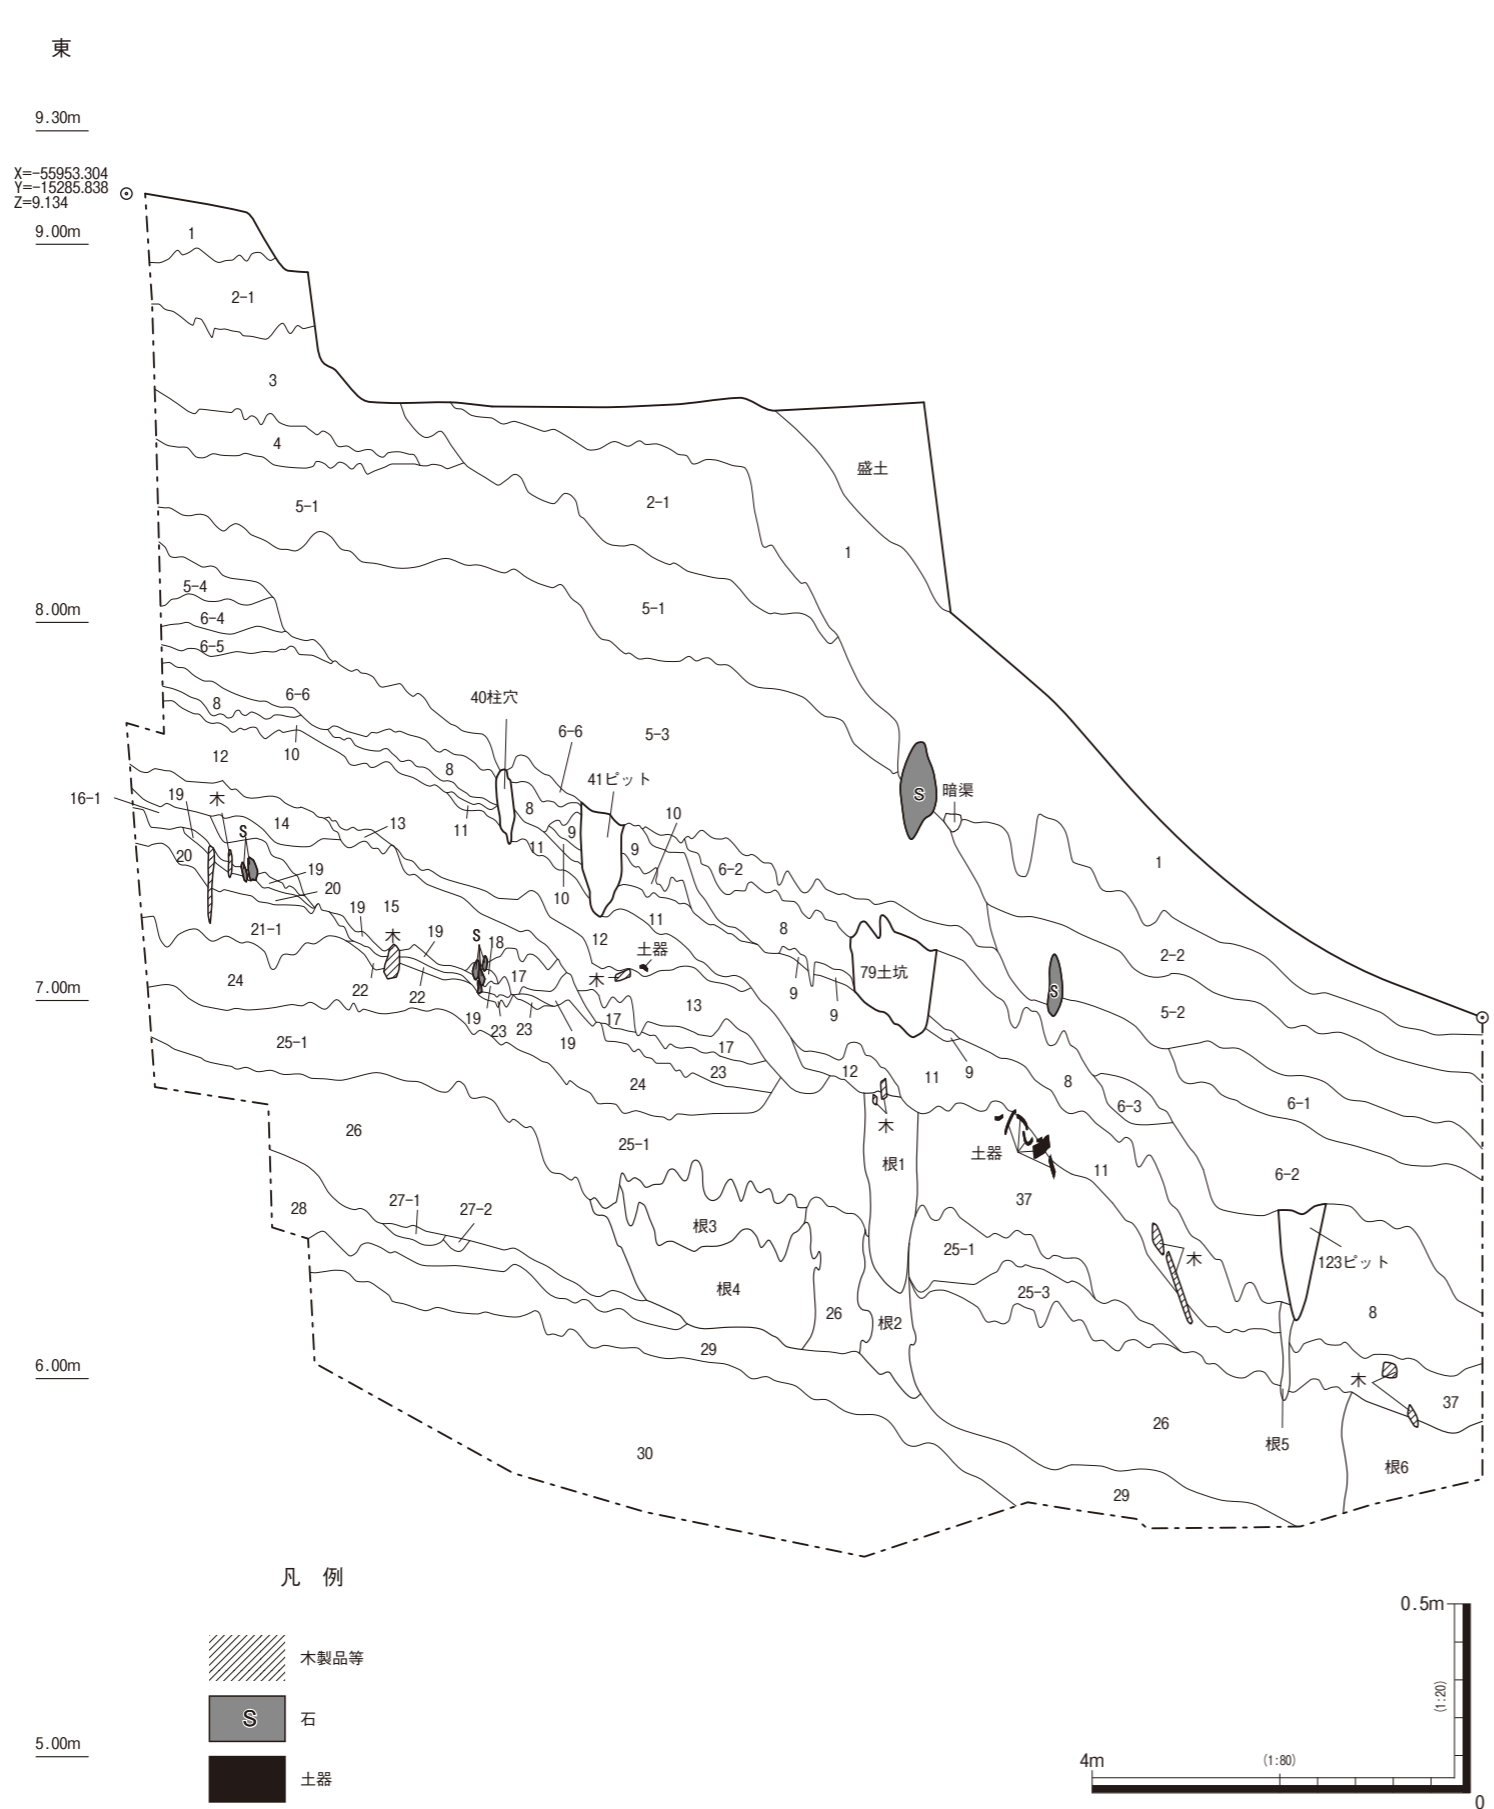 東
9.30m
X=-55953.304
Y=-15285.838
Z=9.134
9.00m
1
2-1
3
4
盛土
5-1
2-1
1
5-4
8.00m
5-1
6-4
6-5
6-6
40柱穴
8
6-6
5-3
10
12
8
41ピット
S
暗渠
16-1
19
木
8
10
14
13
11
9
S
11
9
1
20
19
6-2
20
10
19
15
11
21-1
19
8
木
S
18
12
土器
2-2
24
17
木
79土坑
7.00m
22
22
9
S
13
5-2
19
23
23
17
9
25-1
19
17
23
12
11
9
8
24
6-3
6-1
26
25-1
木
土器
根1
11
6-2
27-1
37
28
27-2
根3
25-1
木
123ピット
根4
25-3
26
根2
8
29
6.00m
木
37
26
根5
30
根6
29
凡 例
木製品等
S
石
土器
5.00m
0.5m
(1:20)
4m
(1:80)
0